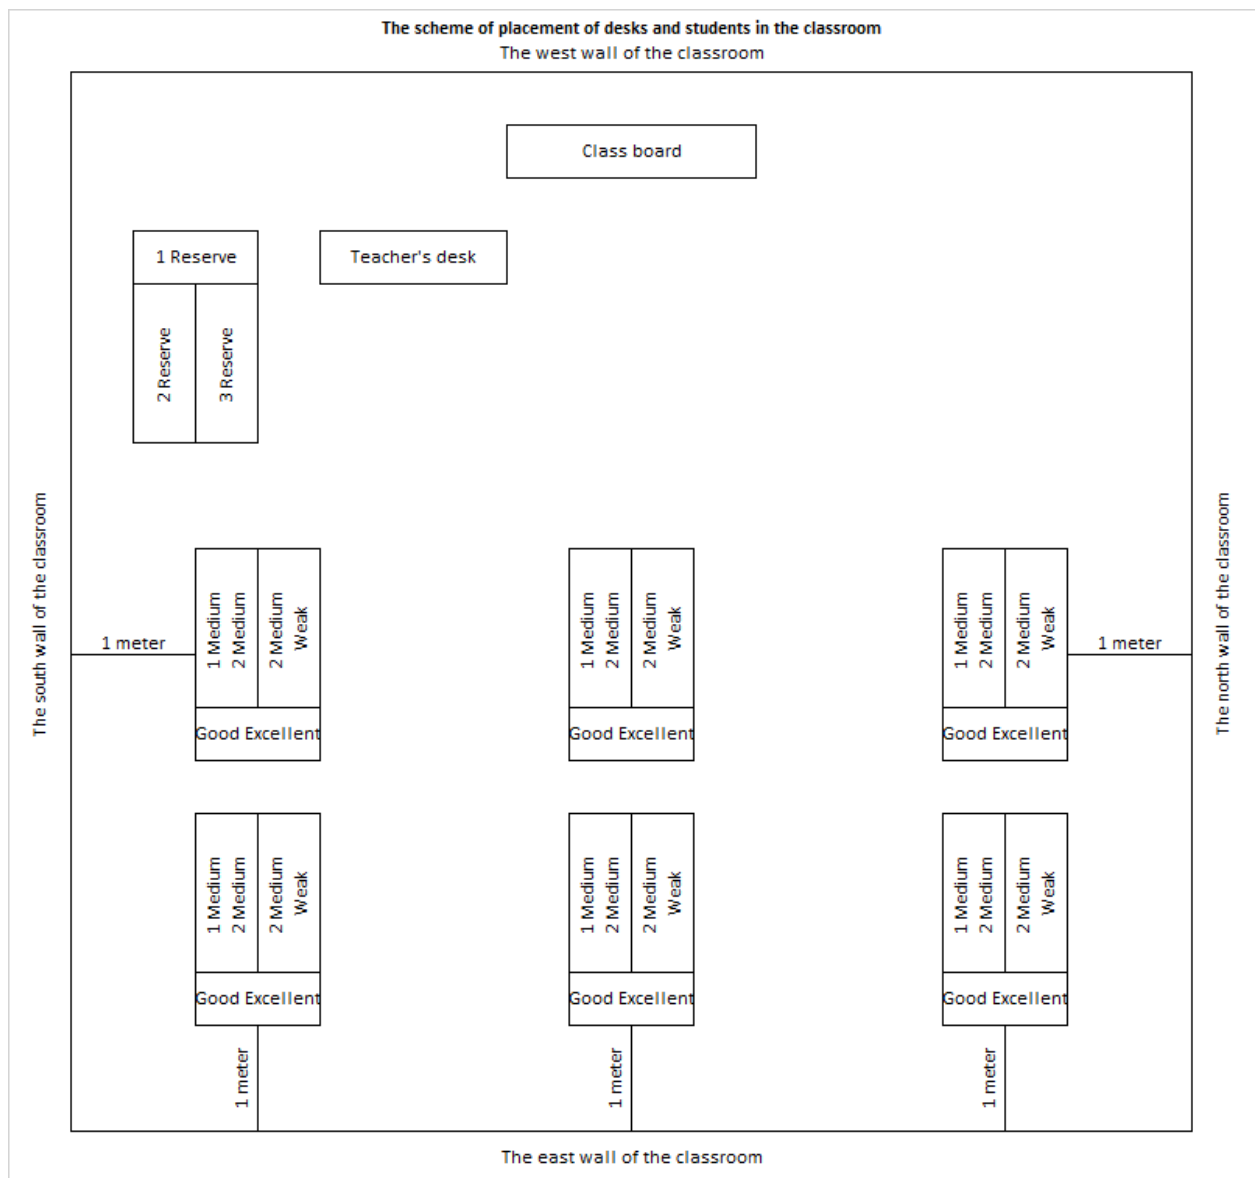 The scheme of placement of desks and students in the classroom
The west wall of the classroom
Class board
1 Reserve
Teacher's desk
2 Reserve
3 Reserve
The south wall of the classroom
The north wall of the classroom
1 meter
1 Medium
2 Medium
2 Medium
Weak
Good Excellent
1 Medium
2 Medium
2 Medium
Weak
Good Excellent
1 Medium
2 Medium
2 Medium
Weak
Good Excellent
1 meter
1 Medium
2 Medium
2 Medium
Weak
Good Excellent
1 Medium
2 Medium
2 Medium
Weak
Good Excellent
1 Medium
2 Medium
2 Medium
Weak
Good Excellent
1 meter
1 meter
1 meter
The east wall of the classroom